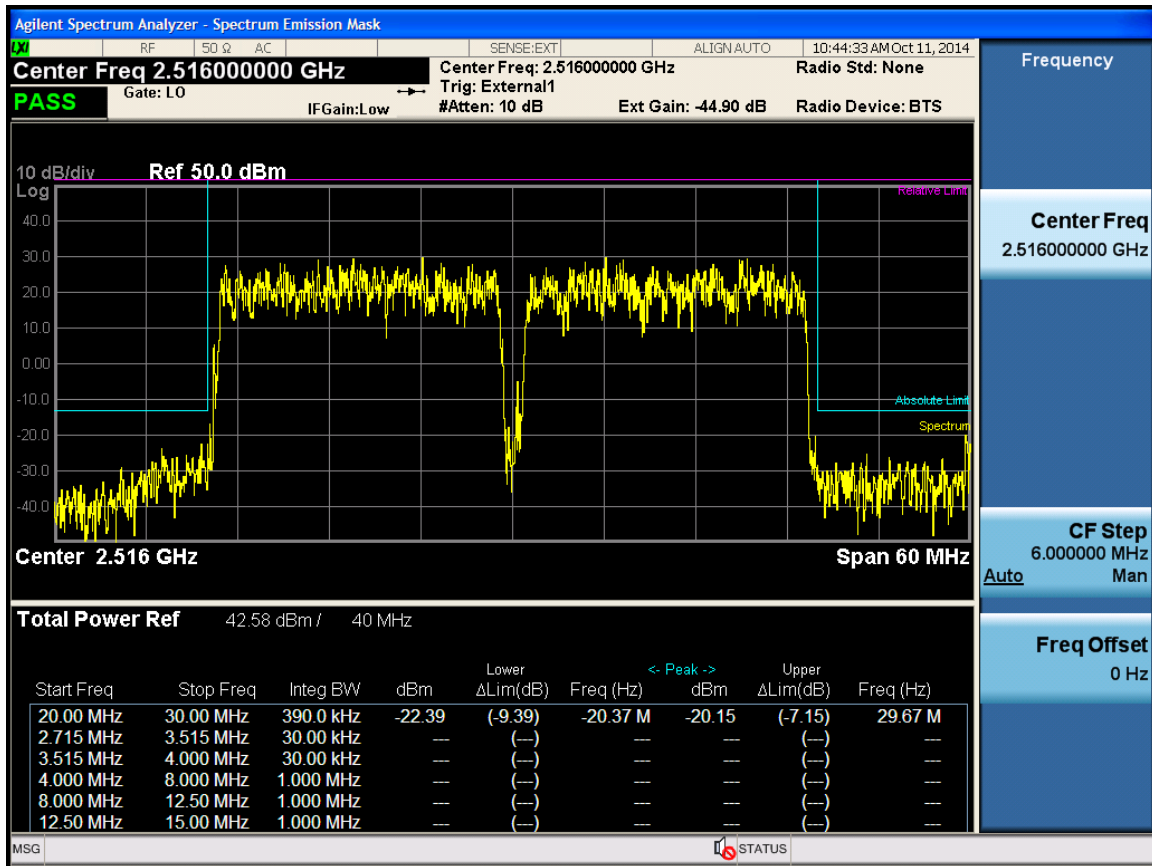 Agilent Spectrum Analyzer - Spectrum Emission Mask
LXI RF 50 Ω AC SENSE:EXT ALIGN AUTO 10:44:33 AM Oct 11, 2014
Center Freq 2.516000000 GHz
Center Freq: 2.516000000 GHz Radio Std: None
PASS Gate: LO Trig: External1
IFGain:Low #Atten: 10 dB Ext Gain: -44.90 dB Radio Device: BTS
10 dB/div Ref 50.0 dBm
Log
Relative Limit
40.0
30.0
20.0
10.0
0.00
-10.0
Absolute Limit
Spectrum
-20.0
-30.0
-40.0
Center 2.516 GHz Span 60 MHz
Total Power Ref 42.58 dBm / 40 MHz
Lower <- Peak -> Upper
Start Freq Stop Freq Integ BW dBm ΔLim(dB) Freq (Hz) dBm ΔLim(dB) Freq (Hz)
20.00 MHz 30.00 MHz 390.0 kHz -22.39 (-9.39) -20.37 M -20.15 (-7.15) 29.67 M
2.715 MHz 3.515 MHz 30.00 kHz --- (---) --- --- (---) ---
3.515 MHz 4.000 MHz 30.00 kHz --- (---) --- --- (---) ---
4.000 MHz 8.000 MHz 1.000 MHz --- (---) --- --- (---) ---
8.000 MHz 12.50 MHz 1.000 MHz --- (---) --- --- (---) ---
12.50 MHz 15.00 MHz 1.000 MHz --- (---) --- --- (---) ---
MSG STATUS
Frequency
Center Freq
2.516000000 GHz
CF Step
6.000000 MHz
Auto Man
Freq Offset
0 Hz